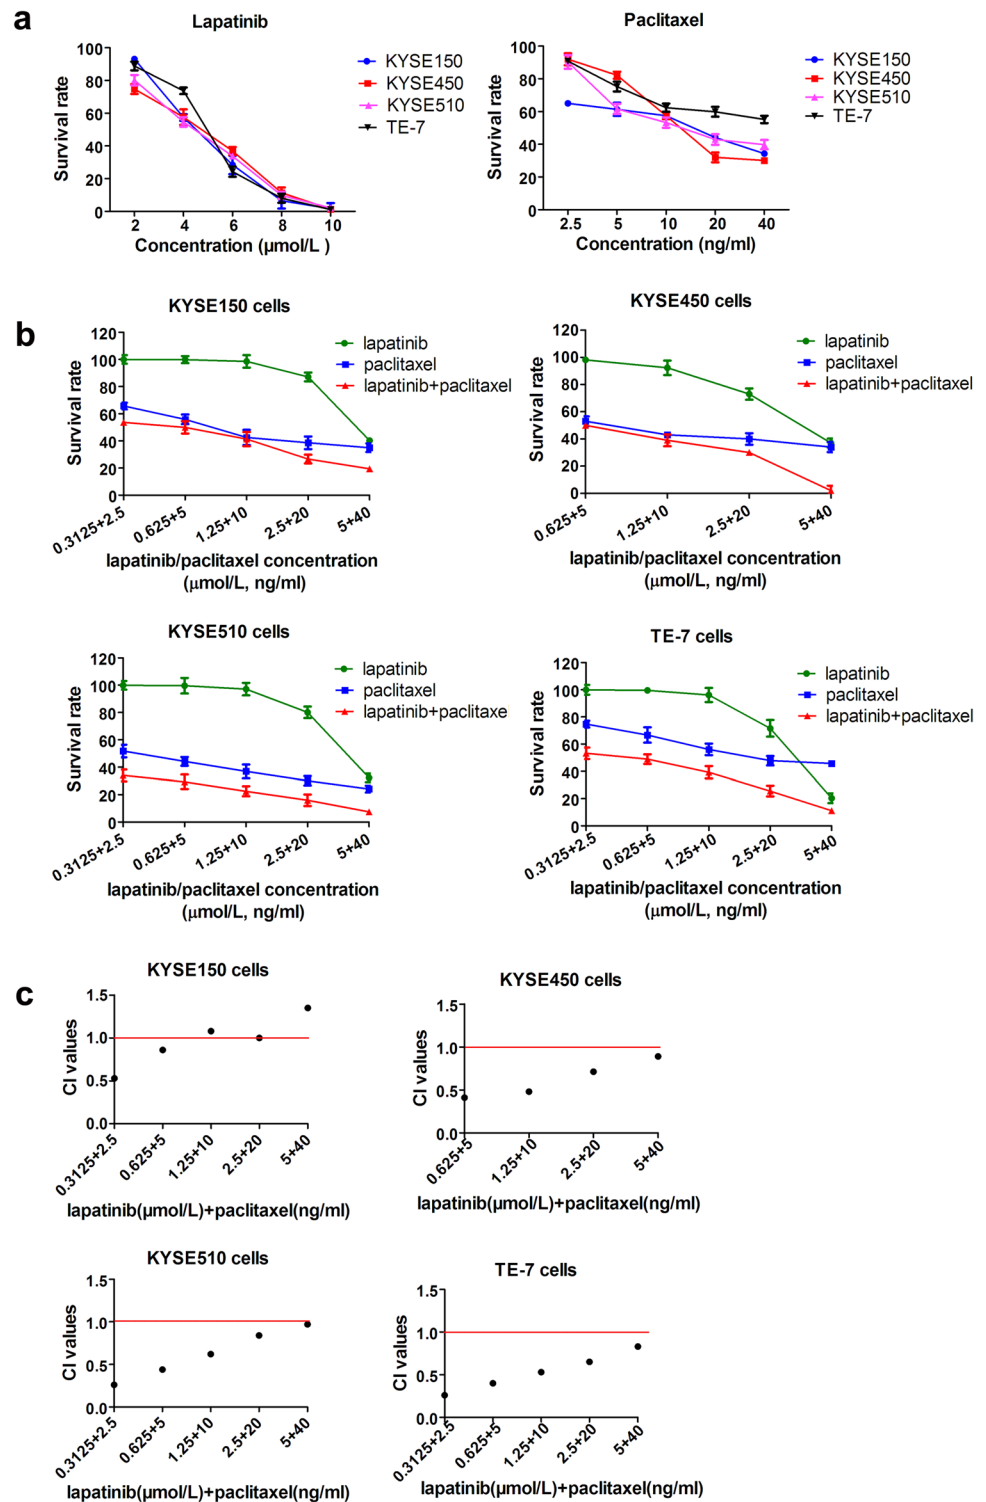 a
Lapatinib
Survival rate
100
80
60
40
20
0
2 4 6 8 10
Concentration (µmol/L )
KYSE150
KYSE450
KYSE510
TE-7
Paclitaxel
Survival rate
100
80
60
40
20
0
2.5 5 10 20 40
Concentration (ng/ml)
KYSE150
KYSE450
KYSE510
TE-7
b
KYSE150 cells
Survival rate
120
100
80
60
40
20
0
0.3125+2.5 0.625+5 1.25+10 2.5+20 5+40
lapatinib/paclitaxel concentration
(µmol/L, ng/ml)
lapatinib
paclitaxel
lapatinib+paclitaxel
KYSE450 cells
Survival rate
120
100
80
60
40
20
0
0.625+5 1.25+10 2.5+20 5+40
lapatinib/paclitaxel concentration
(µmol/L, ng/ml)
lapatinib
paclitaxel
lapatinib+paclitaxel
KYSE510 cells
Survival rate
120
100
80
60
40
20
0
0.3125+2.5 0.625+5 1.25+10 2.5+20 5+40
lapatinib/paclitaxel concentration
(µmol/L, ng/ml)
lapatinib
paclitaxel
lapatinib+paclitaxe
TE-7 cells
Survival rate
120
100
80
60
40
20
0
0.3125+2.5 0.625+5 1.25+10 2.5+20 5+40
lapatinib/paclitaxel concentration
(µmol/L, ng/ml)
lapatinib
paclitaxel
lapatinib+paclitaxel
c
KYSE150 cells
CI values
1.5
1.0
0.5
0.0
0.3125+2.5 0.625+5 1.25+10 2.5+20 5+40
lapatinib(µmol/L)+paclitaxel(ng/ml)
KYSE450 cells
CI values
1.5
1.0
0.5
0.0
0.625+5 1.25+10 2.5+20 5+40
lapatinib(µmol/L)+paclitaxel(ng/ml)
KYSE510 cells
CI values
1.5
1.0
0.5
0.0
0.3125+2.5 0.625+5 1.25+10 2.5+20 5+40
lapatinib(µmol/L)+paclitaxel(ng/ml)
TE-7 cells
CI values
1.5
1.0
0.5
0.0
0.3125+2.5 0.625+5 1.25+10 2.5+20 5+40
lapatinib(µmol/L)+paclitaxel(ng/ml)